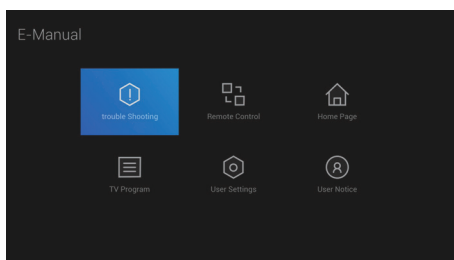 E-Manual
trouble Shooting
Remote Control
Home Page
TV Program
User Settings
User Notice